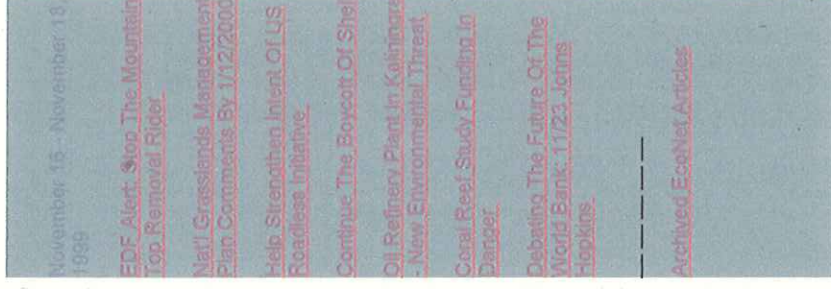 November 16 - November 18
1999
EDF Alert: Stop The Mountain
Top Removal Rider
Nat'l Grasslands Management
Plan Comments By 1/12/2000
Help Strengthen Intent Of US
Roadless Initiative
Continue The Boycott Of Shell
Oil Refinery Plant In Kaliningra
- New Environmental Threat
Coral Reef Study Funding In
Danger
Debating The Future Of The
World Bank: 11/23 Johns
Hopkins
Archived EcoNet Articles